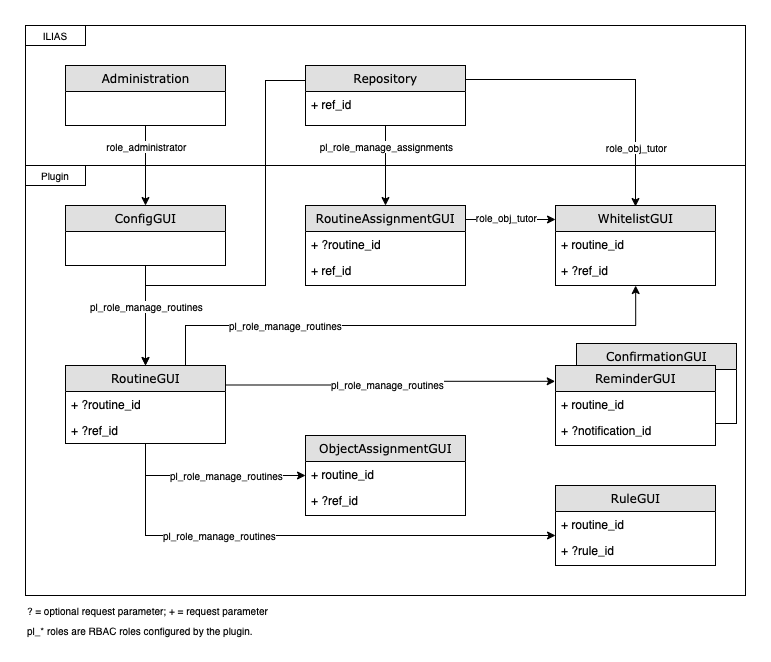 ILIAS
Administration
Repository
+ ref_id
role_administrator
pl_role_manage_assignments
role_obj_tutor
Plugin
ConfigGUI
RoutineAssignmentGUI
+ ?routine_id
+ ref_id
role_obj_tutor
WhitelistGUI
+ routine_id
+ ?ref_id
pl_role_manage_routines
pl_role_manage_routines
RoutineGUI
+ ?routine_id
+ ?ref_id
pl_role_manage_routines
ConfirmationGUI
ReminderGUI
+ routine_id
+ ?notification_id
pl_role_manage_routines
ObjectAssignmentGUI
+ routine_id
+ ?ref_id
pl_role_manage_routines
RuleGUI
+ routine_id
+ ?rule_id
? = optional request parameter; + = request parameter
pl_* roles are RBAC roles configured by the plugin.